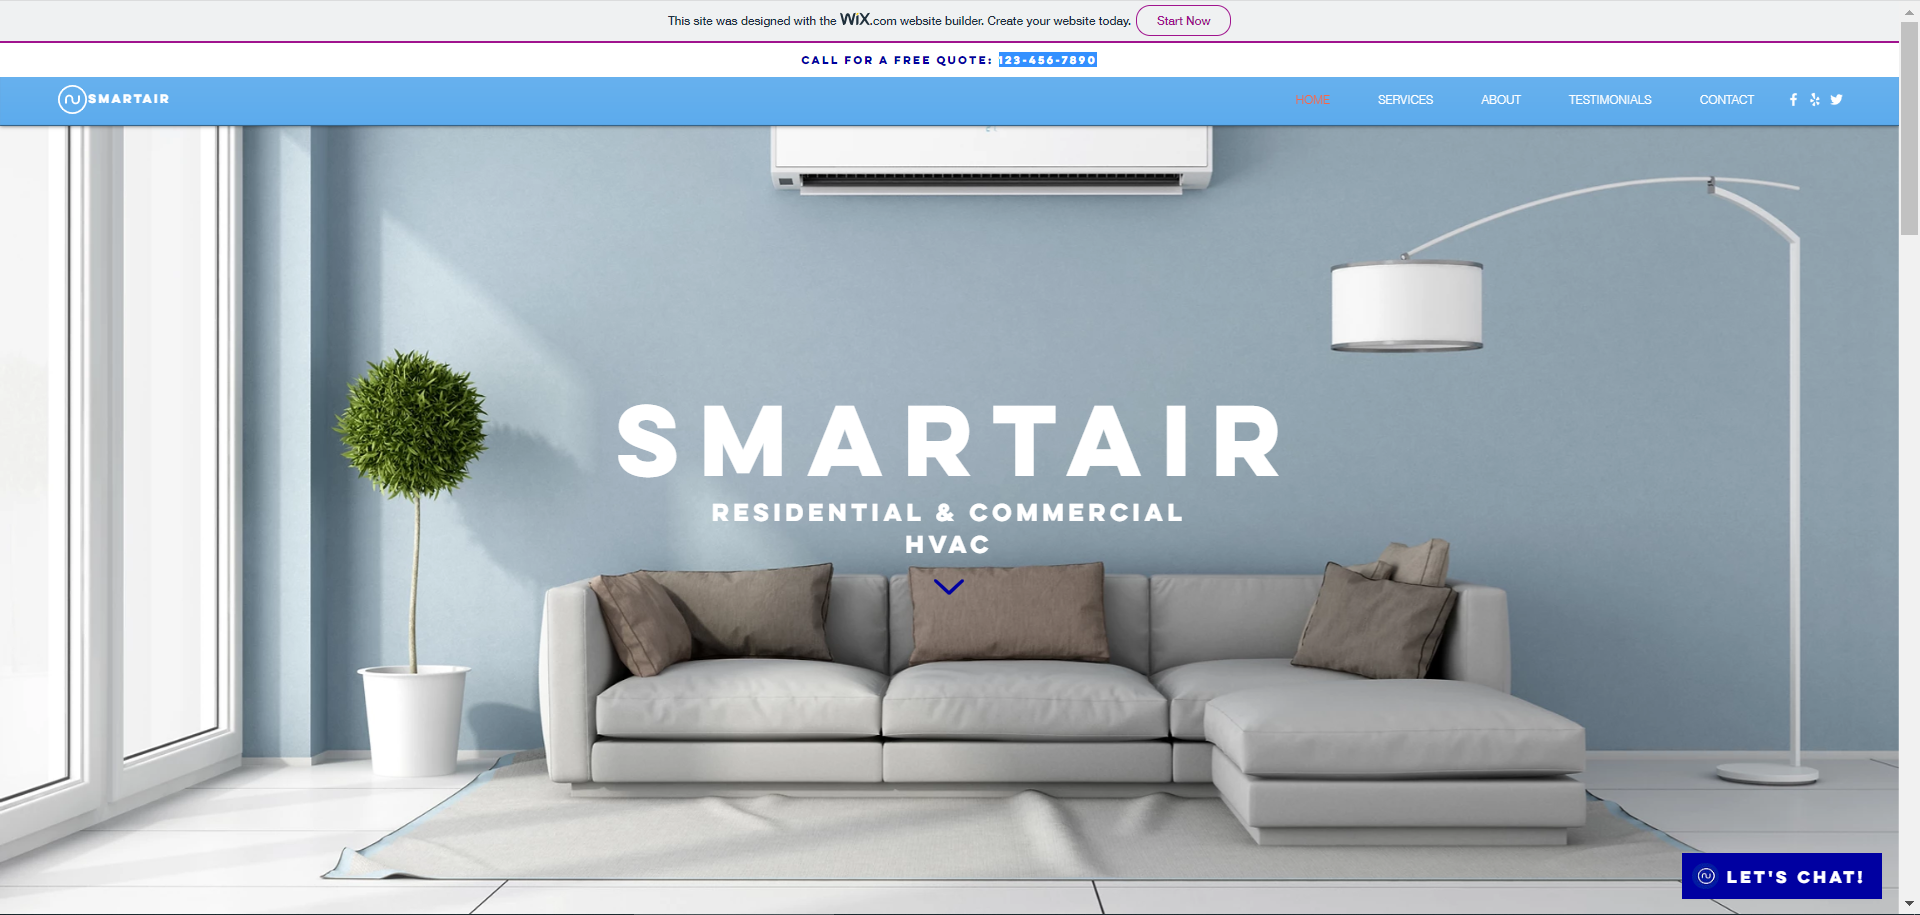 This site was designed with the WiX.com website builder. Create your website today. Start Now
CALL FOR A FREE QUOTE: 123-456-7890
SMARTAIR HOME SERVICES ABOUT TESTIMONIALS CONTACT
SMARTAIR
RESIDENTIAL & COMMERCIAL
HVAC
LET'S CHAT!